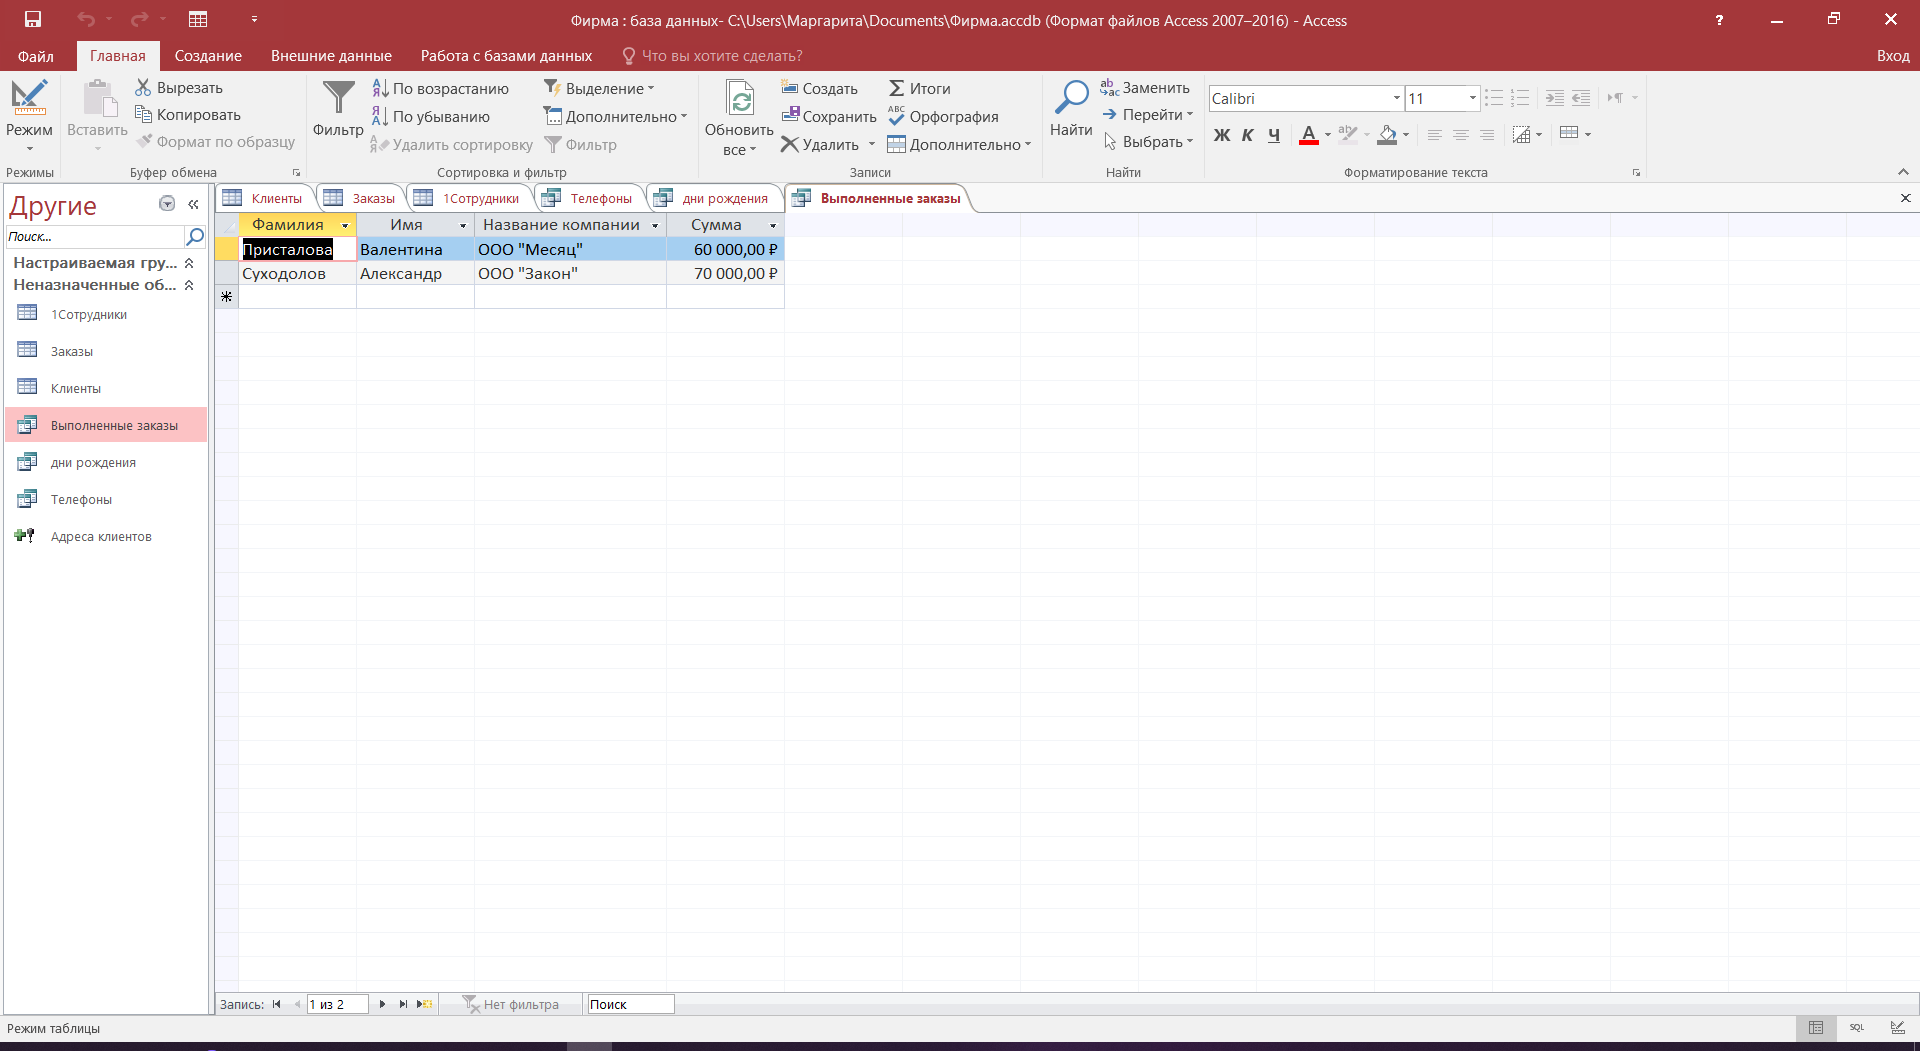 Фирма : база данных- C:\Users\Маргарита\Documents\Фирма.accdb (Формат файлов Access 2007–2016) - Access
?
Файл Главная Создание Внешние данные Работа с базами данных Что вы хотите сделать? Вход
Режим
Режимы
Вставить
Вырезать
Копировать
Формат по образцу
Буфер обмена
Фильтр
По возрастанию
По убыванию
Удалить сортировку
Выделение
Дополнительно
Фильтр
Сортировка и фильтр
Обновить
все
Создать
Сохранить
Удалить
Итоги
Орфография
Дополнительно
Записи
Найти
Заменить
Перейти
Выбрать
Найти
Calibri 11
Ж К Ч А
Форматирование текста
Другие
Поиск...
Настраиваемая гру...
Неназначенные об...
1Сотрудники
Заказы
Клиенты
Выполненные заказы
дни рождения
Телефоны
Адреса клиентов
Клиенты Заказы 1Сотрудники Телефоны дни рождения Выполненные заказы
Фамилия Имя Название компании Сумма
Присталова Валентина ООО "Месяц" 60 000,00 ₽
Суходолов Александр ООО "Закон" 70 000,00 ₽
Запись: 1 из 2 Нет фильтра Поиск
Режим таблицы SQL